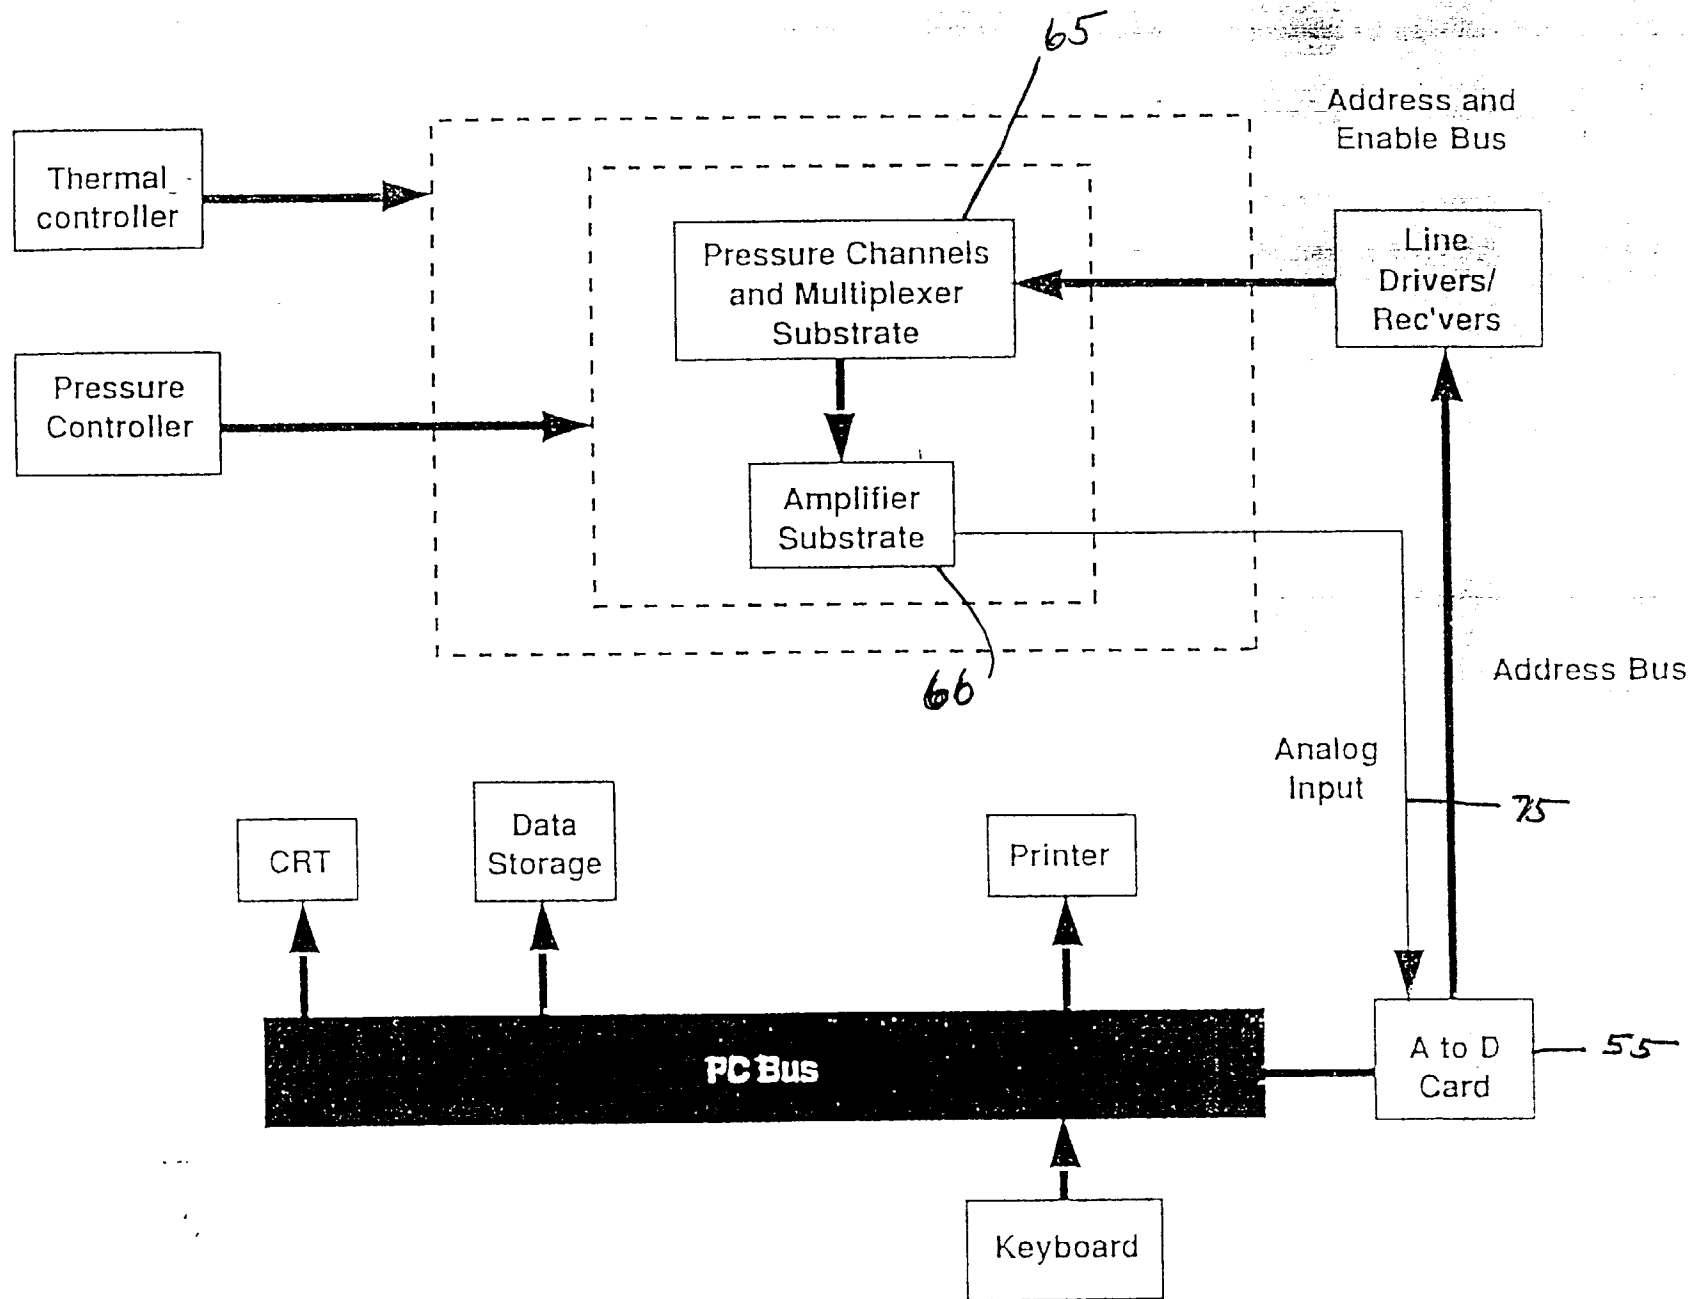 65
Address and
Enable Bus
Thermal
controller
Pressure Channels
and Multiplexer
Substrate
Line
Drivers/
Rec'vers
Pressure
Controller
Amplifier
Substrate
66
Address Bus
Analog
Input
75
CRT
Data
Storage
Printer
PC Bus
A to D
Card
55
Keyboard